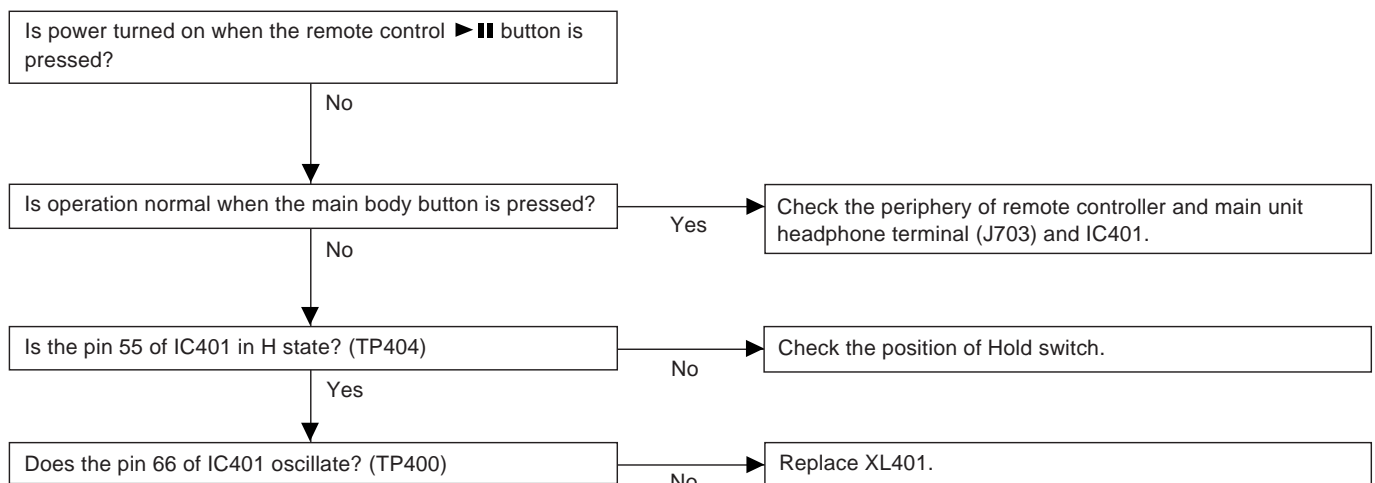 Is power turned on when the remote control ►II button is
pressed?
No
Is operation normal when the main body button is pressed?
Yes
Check the periphery of remote controller and main unit
headphone terminal (J703) and IC401.
No
Is the pin 55 of IC401 in H state? (TP404)
No
Check the position of Hold switch.
Yes
Does the pin 66 of IC401 oscillate? (TP400)
No
Replace XL401.